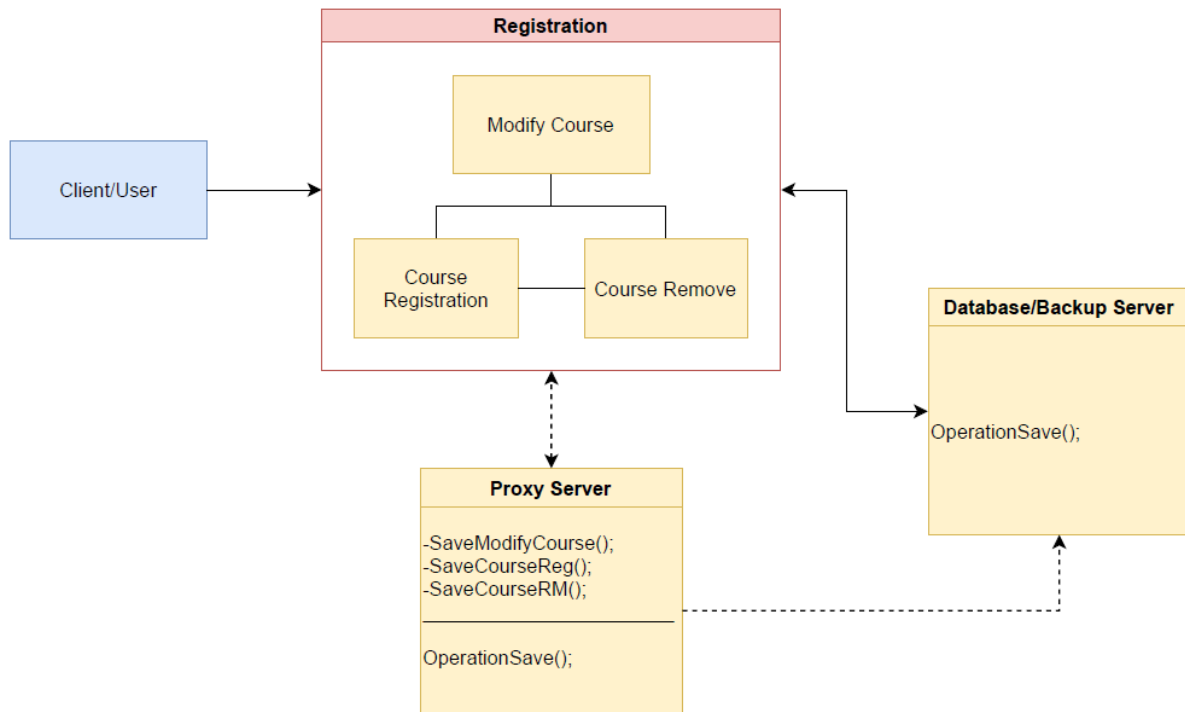 Registration
Modify Course
Client/User
Course
Registration
Course Remove
Database/Backup Server
OperationSave();
Proxy Server
-SaveModifyCourse();
-SaveCourseReg();
-SaveCourseRM();
OperationSave();